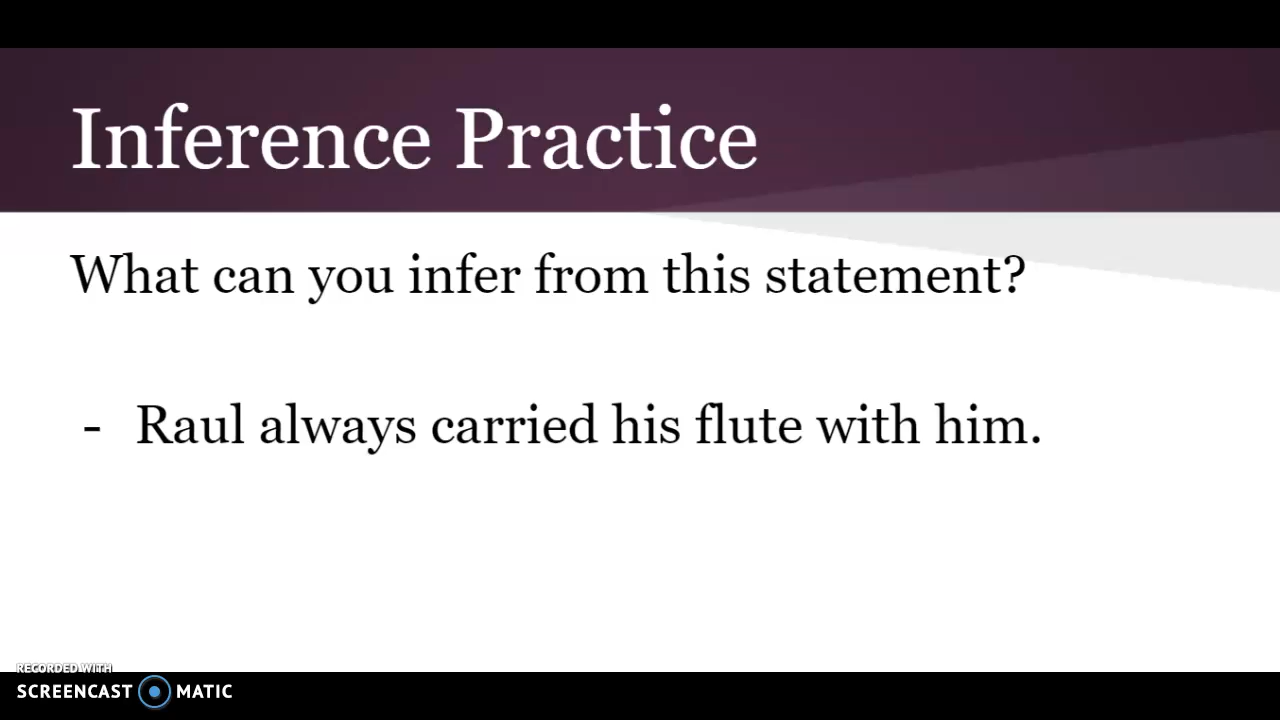 Inference Practice
What can you infer from this statement?
- Raul always carried his flute with him.
RECORDED WITH
SCREENCAST MATIC